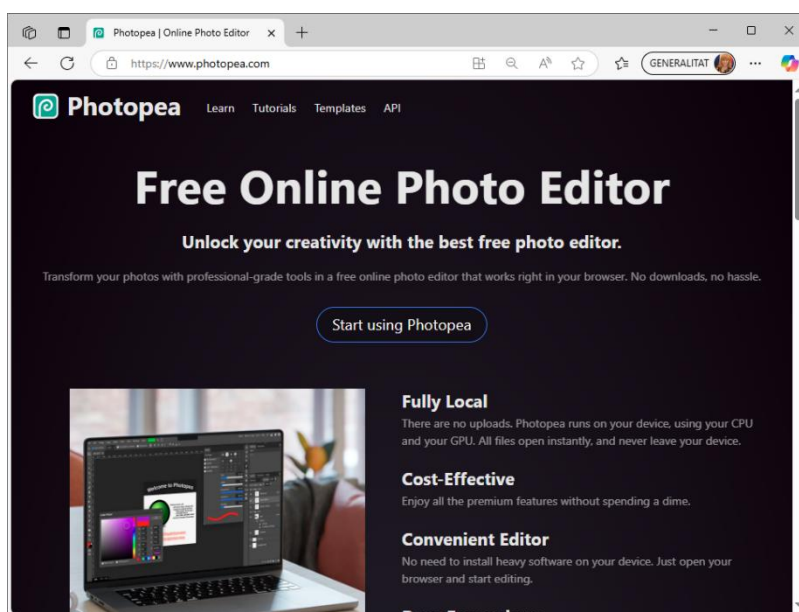 Photopea | Online Photo Editor
https://www.photopea.com
GENERALITAT
Photopea Learn Tutorials Templates API
Free Online Photo Editor
Unlock your creativity with the best free photo editor.
Transform your photos with professional-grade tools in a free online photo editor that works right in your browser. No downloads, no hassle.
Start using Photopea
Welcome to Photopea
Fully Local
There are no uploads. Photopea runs on your device, using your CPU
and your GPU. All files open instantly, and never leave your device.
Cost-Effective
Enjoy all the premium features without spending a dime.
Convenient Editor
No need to install heavy software on your device. Just open your
browser and start editing.